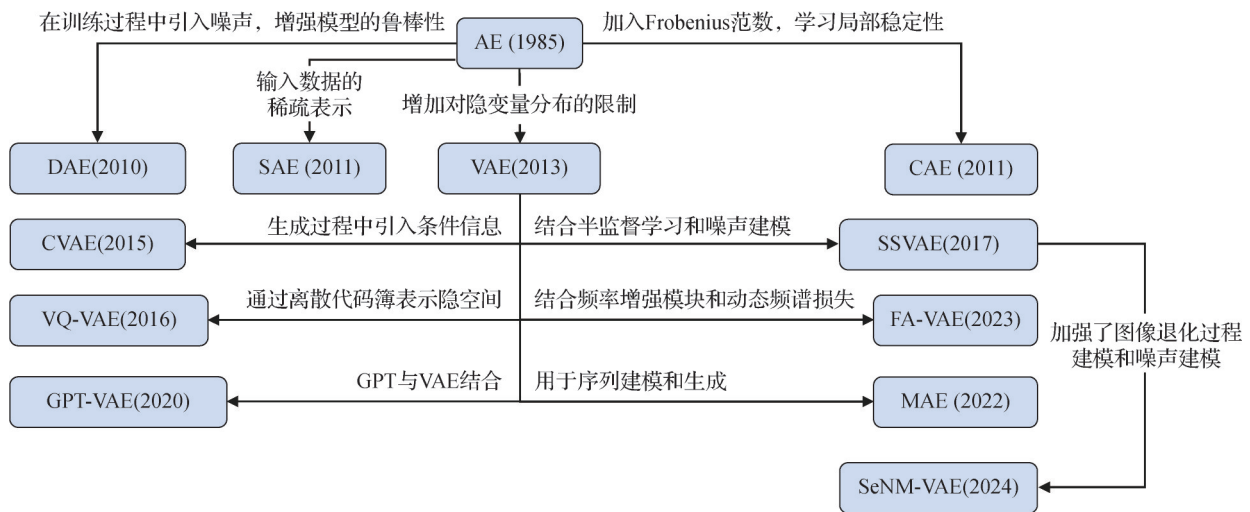 在训练过程中引入噪声，增强模型的鲁棒性
AE (1985)
加入Frobenius范数，学习局部稳定性
输入数据的
稀疏表示
增加对隐变量分布的限制
DAE(2010)
SAE (2011)
VAE(2013)
CAE (2011)
生成过程中引入条件信息
结合半监督学习和噪声建模
CVAE(2015)
SSVAE(2017)
通过离散代码簿表示隐空间
结合频率增强模块和动态频谱损失
VQ-VAE(2016)
FA-VAE(2023)
加强了图像退化过程
建模和噪声建模
GPT与VAE结合
用于序列建模和生成
GPT-VAE(2020)
MAE (2022)
SeNM-VAE(2024)